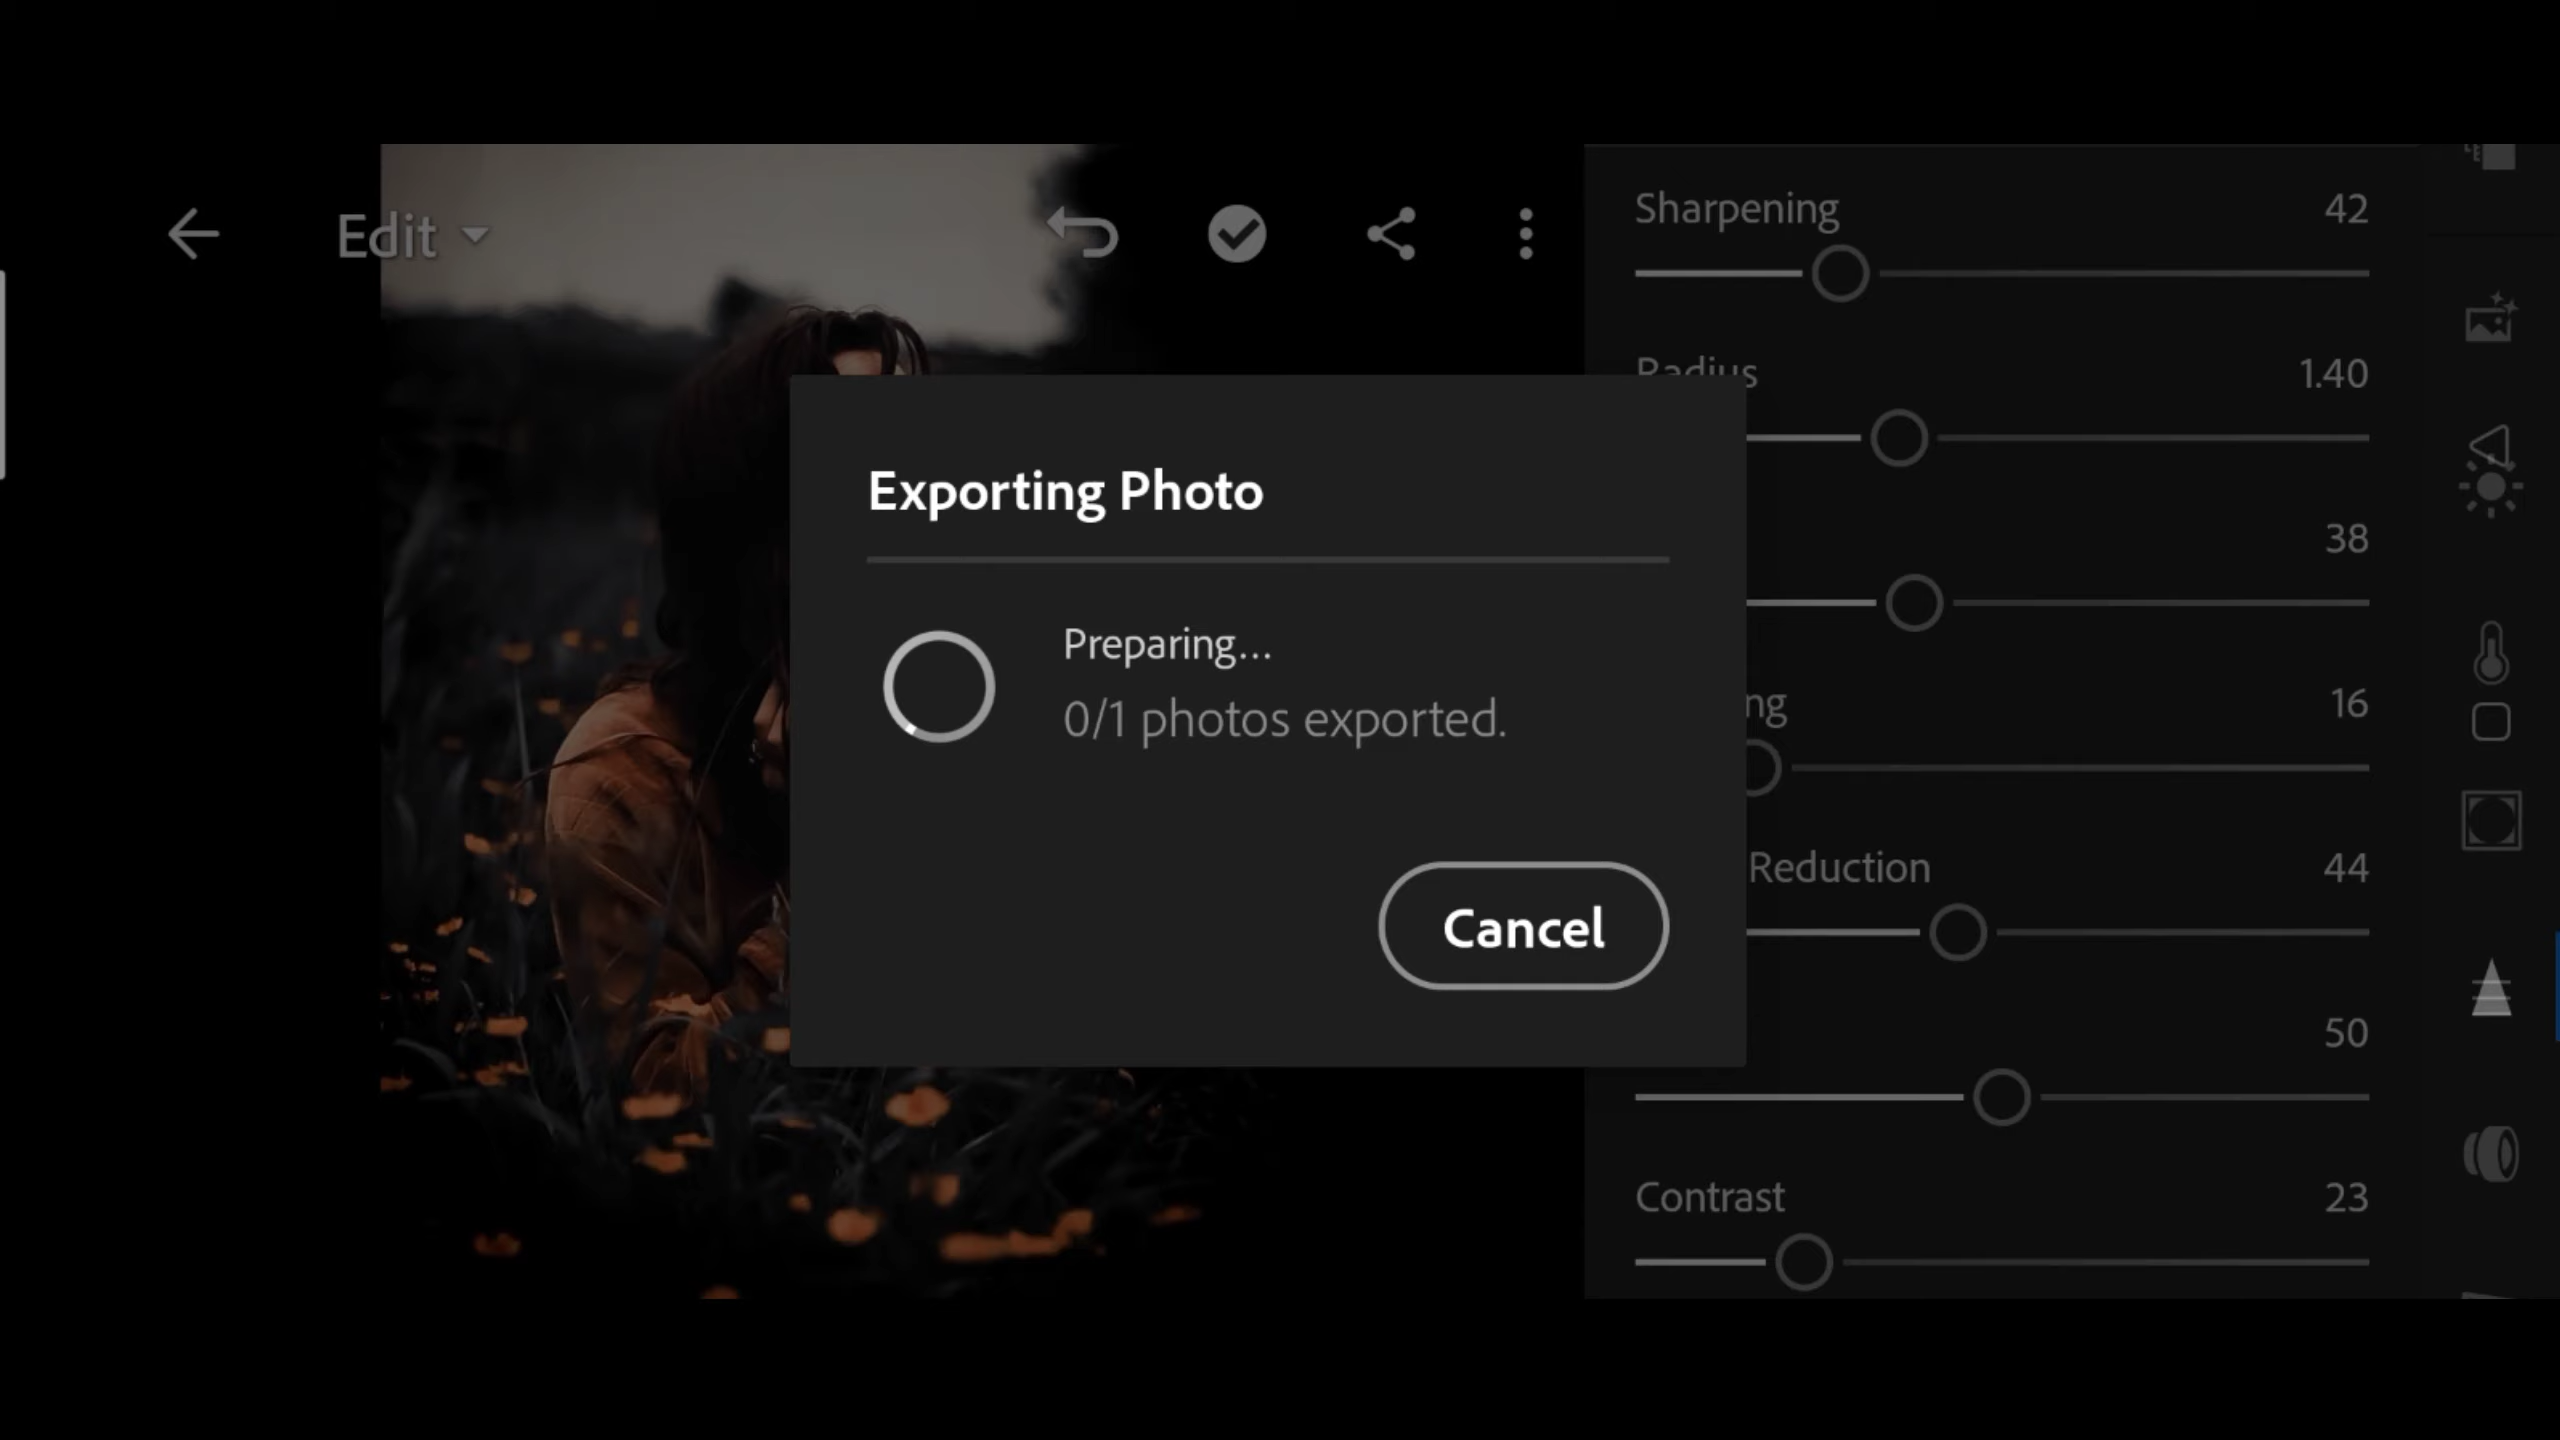 Edit
Sharpening 42
Radius 1.40
38
ng 16
Reduction 44
50
Contrast 23
Exporting Photo
Preparing...
0/1 photos exported.
Cancel